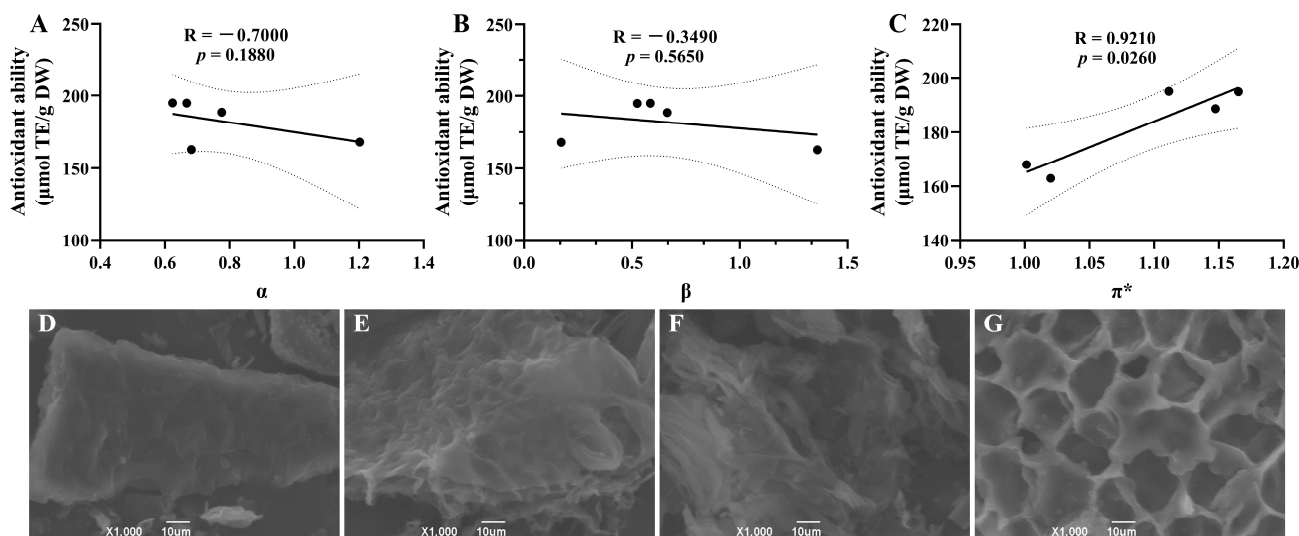 A
Antioxidant ability
(μmol TE/g DW)
R = −0.7000
p = 0.1880
250
200
150
100
0.4
0.6
0.8
1.0
1.2
1.4
α
B
Antioxidant ability
(μmol TE/g DW)
R = −0.3490
p = 0.5650
250
200
150
100
0.0
0.5
1.0
1.5
β
C
Antioxidant ability
(μmol TE/g DW)
R = 0.9210
p = 0.0260
220
200
180
160
140
0.95
1.00
1.05
1.10
1.15
1.20
π*
D
X1,000 10um
E
X1,000 10um
F
X1,000 10um
G
X1,000 10um